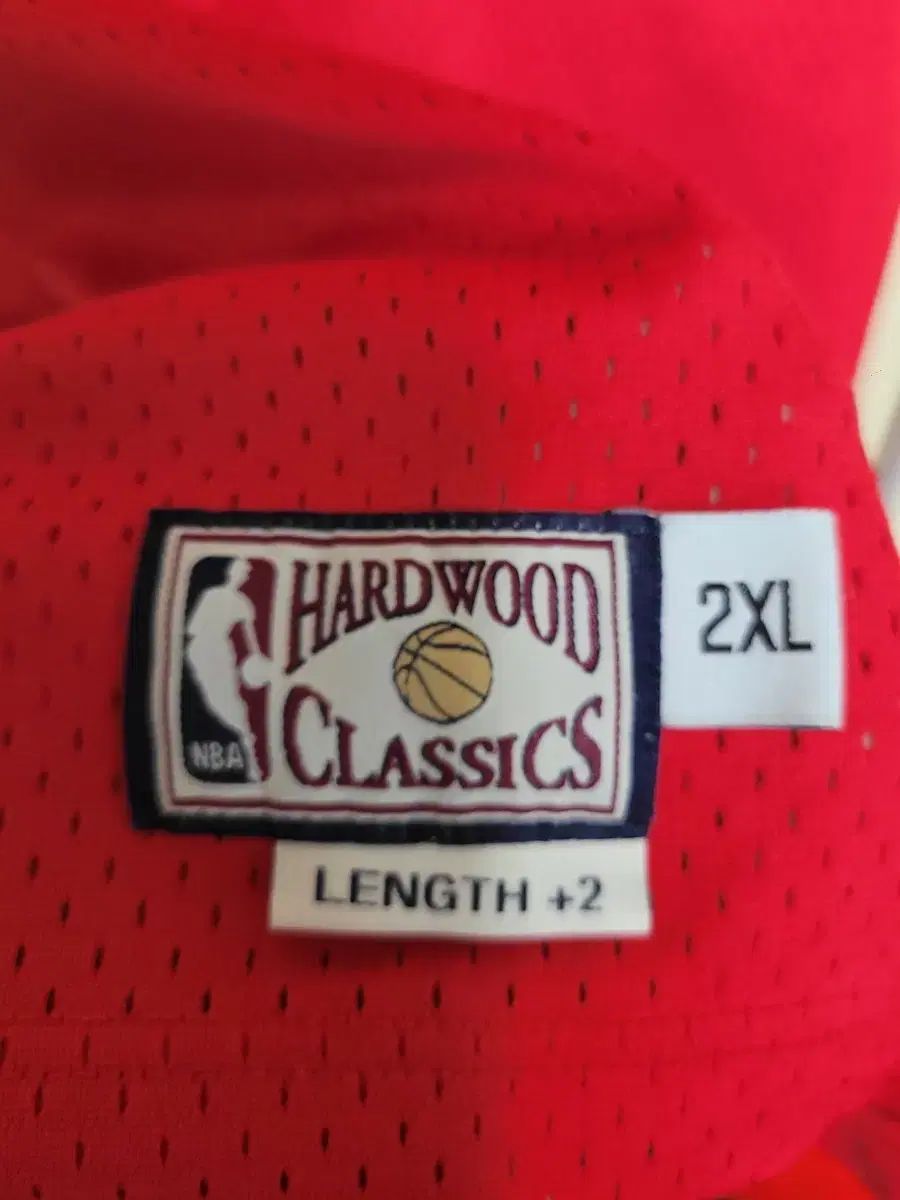 HARDWOOD
CLASSICS
NBA
2XL
LENGTH +2